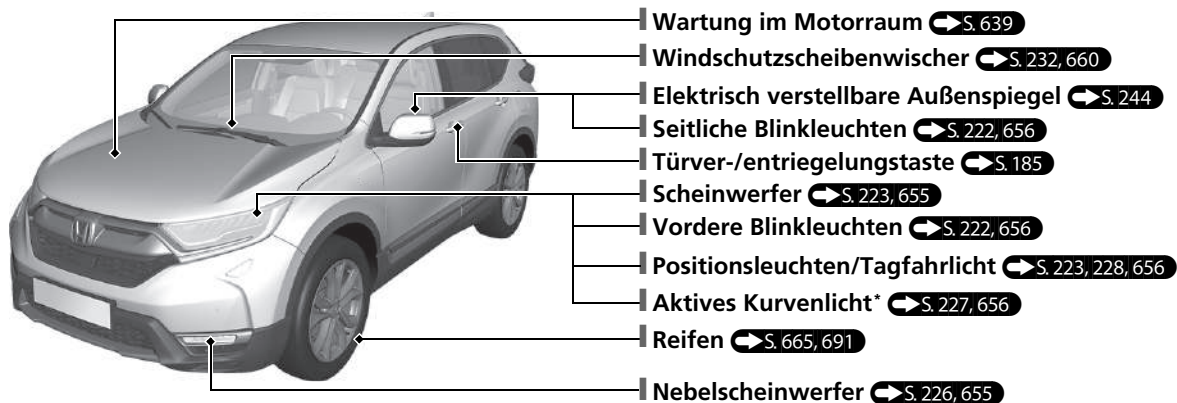 Wartung im Motorraum S. 639
Windschutzscheibenwischer S. 232, 660
Elektrisch verstellbare Außenspiegel S. 244
Seitliche Blinkleuchten S. 222, 656
Türver-/entriegelungstaste S. 185
Scheinwerfer S. 223, 655
Vordere Blinkleuchten S. 222, 656
Positionsleuchten/Tagfahrlicht S. 223, 228, 656
Aktives Kurvenlicht* S. 227, 656
Reifen S. 665, 691
Nebelscheinwerfer S. 226, 655